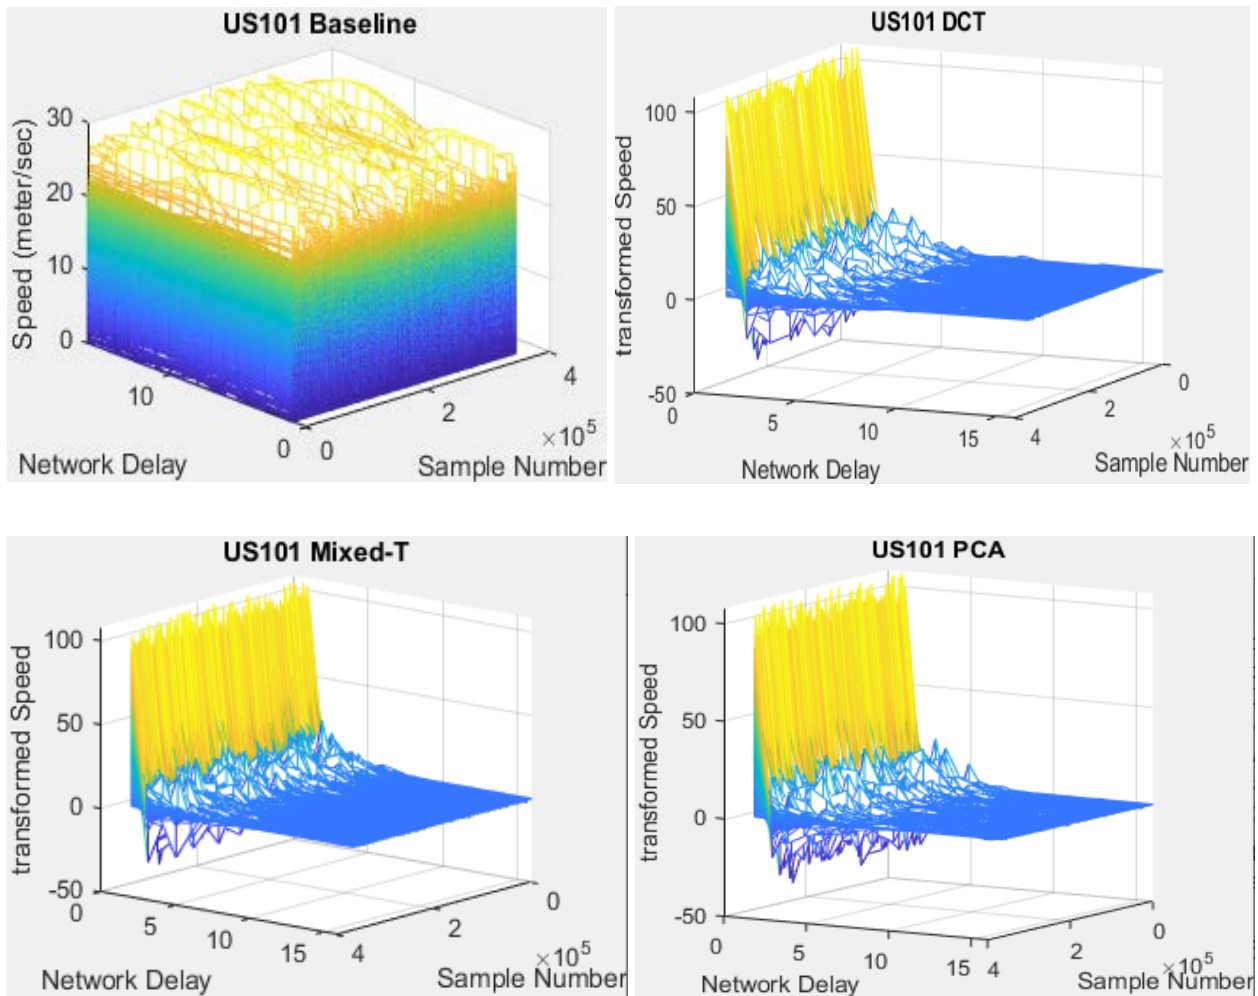 US101 Baseline
30
20
10
0
Speed (meter/sec)
10
0
0
2
4
×10^5
Network Delay
Sample Number
US101 DCT
100
50
0
-50
transformed Speed
0
5
10
15
4
2
0
×10^5
Network Delay
Sample Number
US101 Mixed-T
100
50
0
-50
transformed Speed
0
5
10
15
4
2
0
×10^5
Network Delay
Sample Number
US101 PCA
100
50
0
-50
transformed Speed
0
5
10
15
4
2
0
×10^5
Network Delay
Sample Number